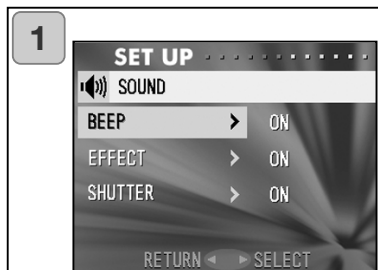 1
SET UP
SOUND
BEEP > ON
EFFECT > ON
SHUTTER > ON
RETURN ◄ ► SELECT